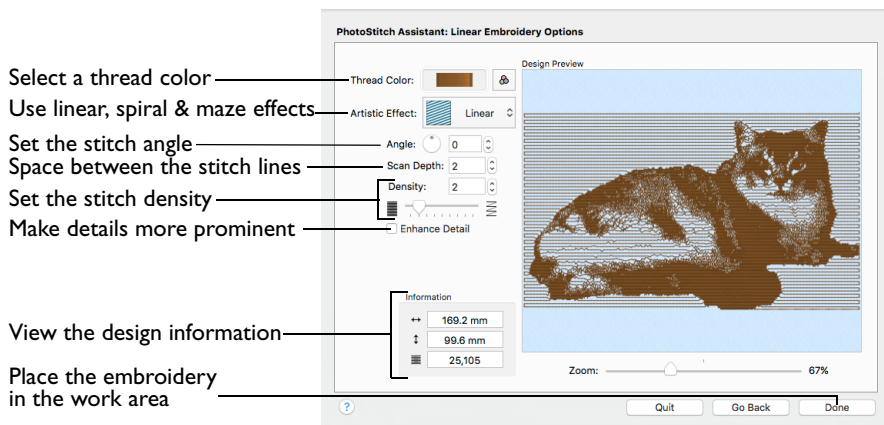 PhotoStitch Assistant: Linear Embroidery Options
Design Preview
Select a thread color
Thread Color:
Use linear, spiral & maze effects
Artistic Effect:
Linear
Set the stitch angle
Angle:
0
Space between the stitch lines
Scan Depth:
2
Density:
2
Set the stitch density
Make details more prominent
Enhance Detail
Information
169.2 mm
View the design information
99.6 mm
25,105
Zoom:
67%
Place the embroidery
in the work area
?
Quit
Go Back
Done